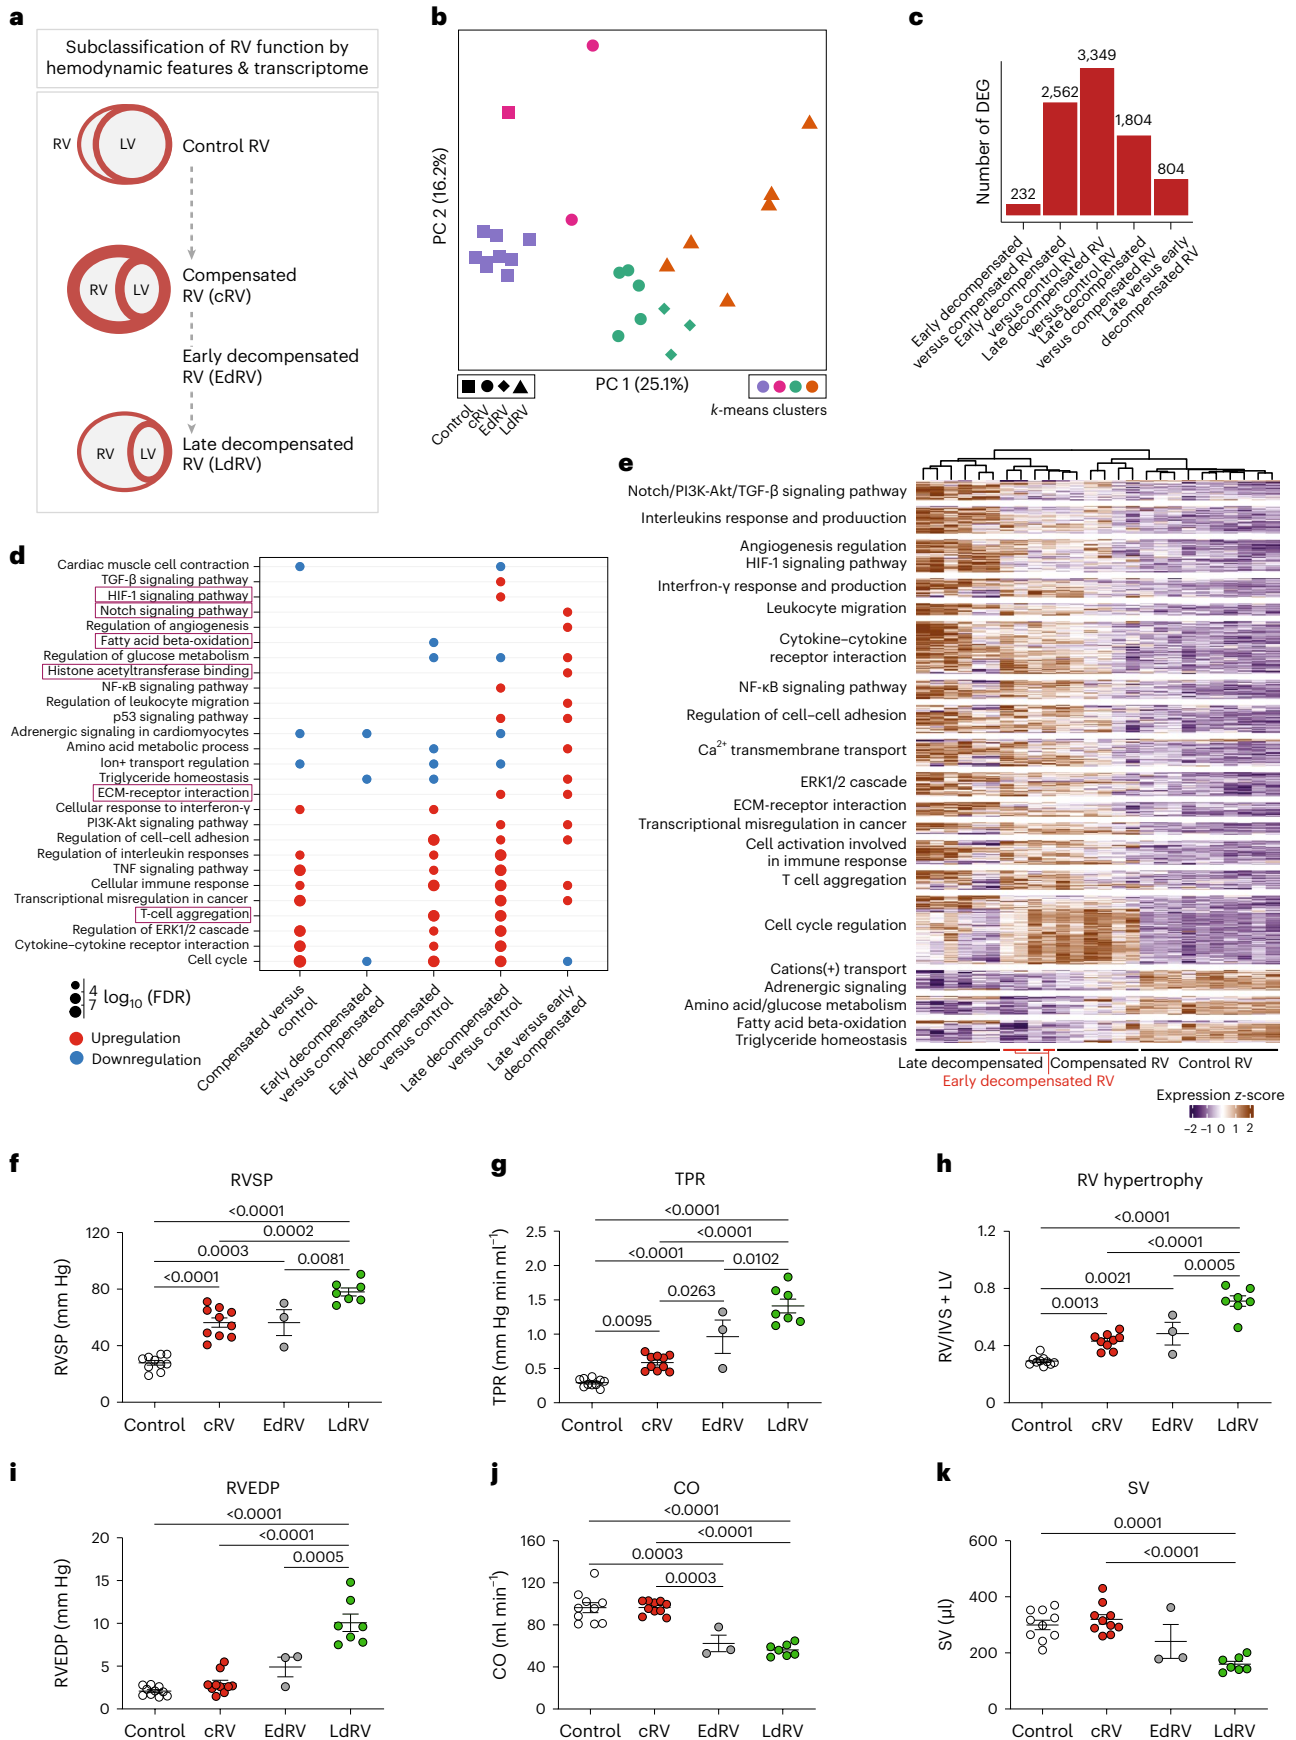 a
Subclassification of RV function by
hemodynamic features & transcriptome
RV
LV
Control RV
RV
LV
Compensated
RV (cRV)
Early decompensated
RV (EdRV)
RV
LV
Late decompensated
RV (LdRV)
b
PC 2 (16.2%)
PC 1 (25.1%)
Control
cRV
EdRV
LdRV
k-means clusters
c
Number of DEG
232
2,562
3,349
1,804
804
Early decompensated
versus compensated RV
Early decompensated
versus control RV
Late decompensated RV
versus control RV
Late decompensated
versus compensated RV
Late versus early
decompensated RV
d
Cardiac muscle cell contraction
TGF-β signaling pathway
HIF-1 signaling pathway
Notch signaling pathway
Regulation of angiogenesis
Fatty acid beta-oxidation
Regulation of glucose metabolism
Histone acetyltransferase binding
NF-κB signaling pathway
Regulation of leukocyte migration
p53 signaling pathway
Adrenergic signaling in cardiomyocytes
Amino acid metabolic process
Ion+ transport regulation
Triglyceride homeostasis
ECM-receptor interaction
Cellular response to interferon-γ
PI3K-Akt signaling pathway
Regulation of cell–cell adhesion
Regulation of interleukin responses
TNF signaling pathway
Cellular immune response
Transcriptional misregulation in cancer
T-cell aggregation
Regulation of ERK1/2 cascade
Cytokine–cytokine receptor interaction
Cell cycle
4
7
log10 (FDR)
Upregulation
Downregulation
Compensated versus
control
Early decompensated
versus compensated
Early decompensated
versus control
Late decompensated
versus control
Late versus early
decompensated
e
Notch/PI3K-Akt/TGF-β signaling pathway
Interleukins response and produuction
Angiogenesis regulation
HIF-1 signaling pathway
Interfron-γ response and production
Leukocyte migration
Cytokine–cytokine
receptor interaction
NF-κB signaling pathway
Regulation of cell–cell adhesion
Ca2+ transmembrane transport
ERK1/2 cascade
ECM-receptor interaction
Transcriptional misregulation in cancer
Cell activation involved
in immune response
T cell aggregation
Cell cycle regulation
Cations(+) transport
Adrenergic signaling
Amino acid/glucose metabolism
Fatty acid beta-oxidation
Triglyceride homeostasis
Late decompensated
Compensated RV
Control RV
Early decompensated RV
Expression z-score
−2 −1 0 1 2
f
RVSP
<0.0001
0.0002
0.0003
0.0081
<0.0001
RVSP (mm Hg)
120
80
40
0
Control cRV EdRV LdRV
g
TPR
<0.0001
<0.0001
<0.0001
0.0102
0.0263
0.0095
TPR (mm Hg min ml−1)
2.5
2.0
1.5
1.0
0.5
0
Control cRV EdRV LdRV
h
RV hypertrophy
<0.0001
<0.0001
0.0005
0.0021
0.0013
RV/IVS + LV
1.2
0.8
0.4
0
Control cRV EdRV LdRV
i
RVEDP
<0.0001
<0.0001
0.0005
RVEDP (mm Hg)
20
15
10
5
0
Control cRV EdRV LdRV
j
CO
<0.0001
<0.0001
0.0003
0.0003
CO (ml min−1)
160
120
80
40
0
Control cRV EdRV LdRV
k
SV
0.0001
<0.0001
SV (µl)
600
400
200
0
Control cRV EdRV LdRV